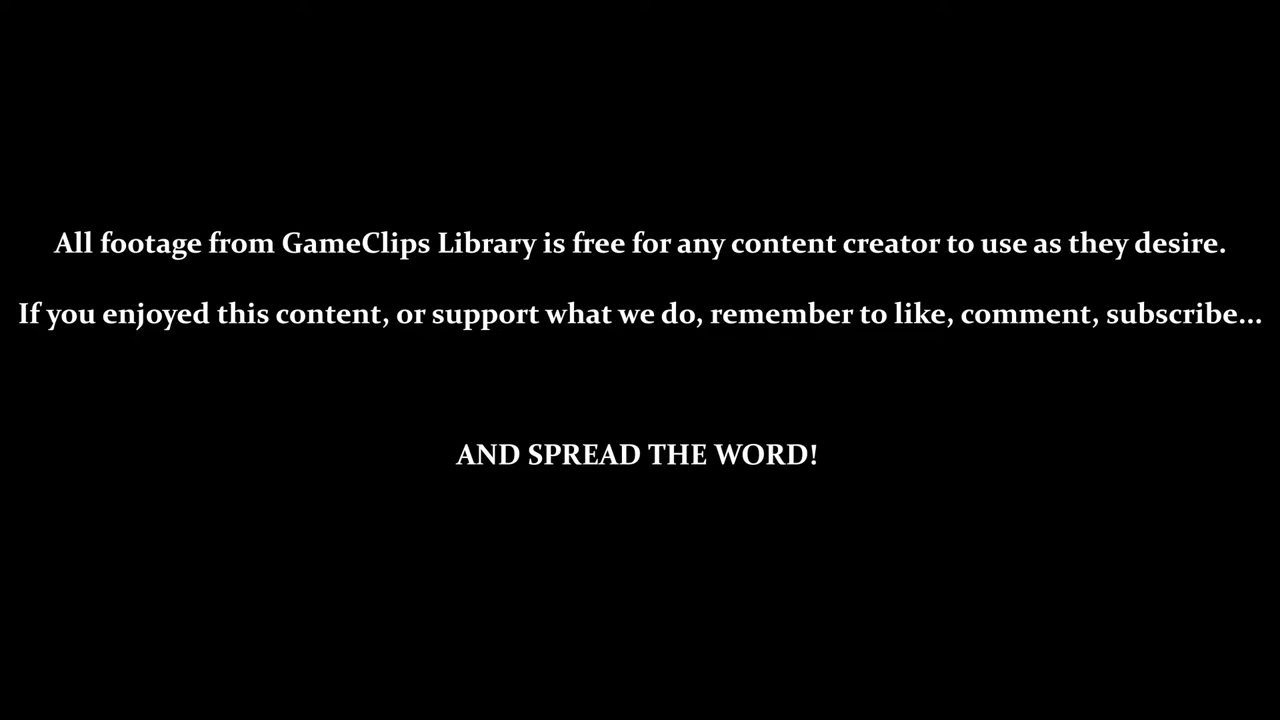 All footage from GameClips Library is free for any content creator to use as they desire.
If you enjoyed this content, or support what we do, remember to like, comment, subscribe...
AND SPREAD THE WORD!